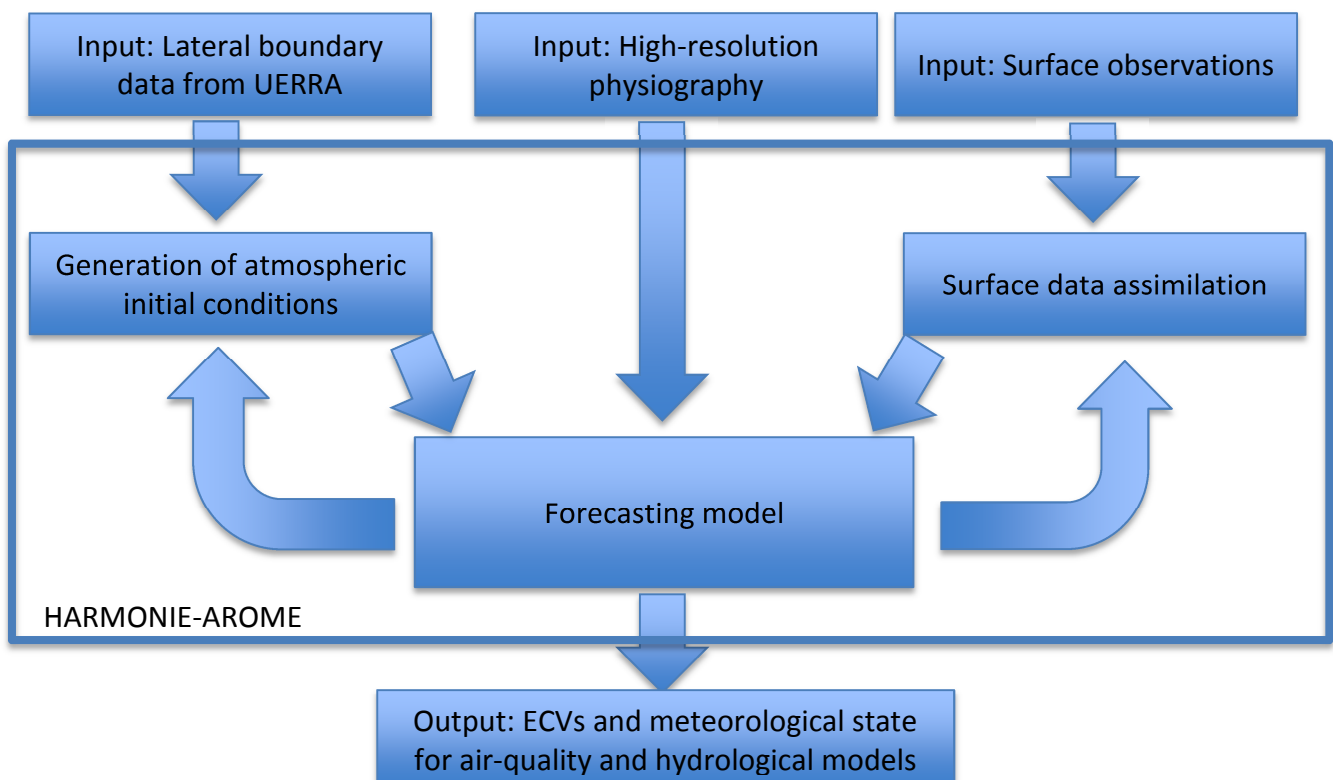 Input: Lateral boundary
data from UERRA
Input: High-resolution
physiography
Input: Surface observations
Generation of atmospheric
initial conditions
Surface data assimilation
Forecasting model
HARMONIE-AROME
Output: ECVs and meteorological state
for air-quality and hydrological models